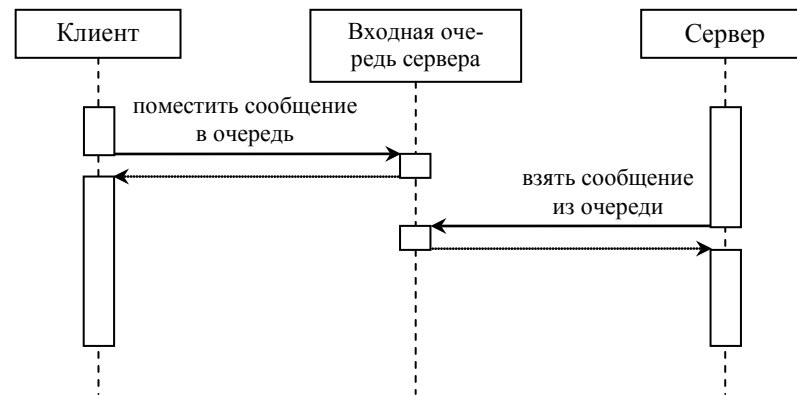 Клиент
Входная оче-
редь сервера
Сервер
поместить сообщение
в очередь
взять сообщение
из очереди